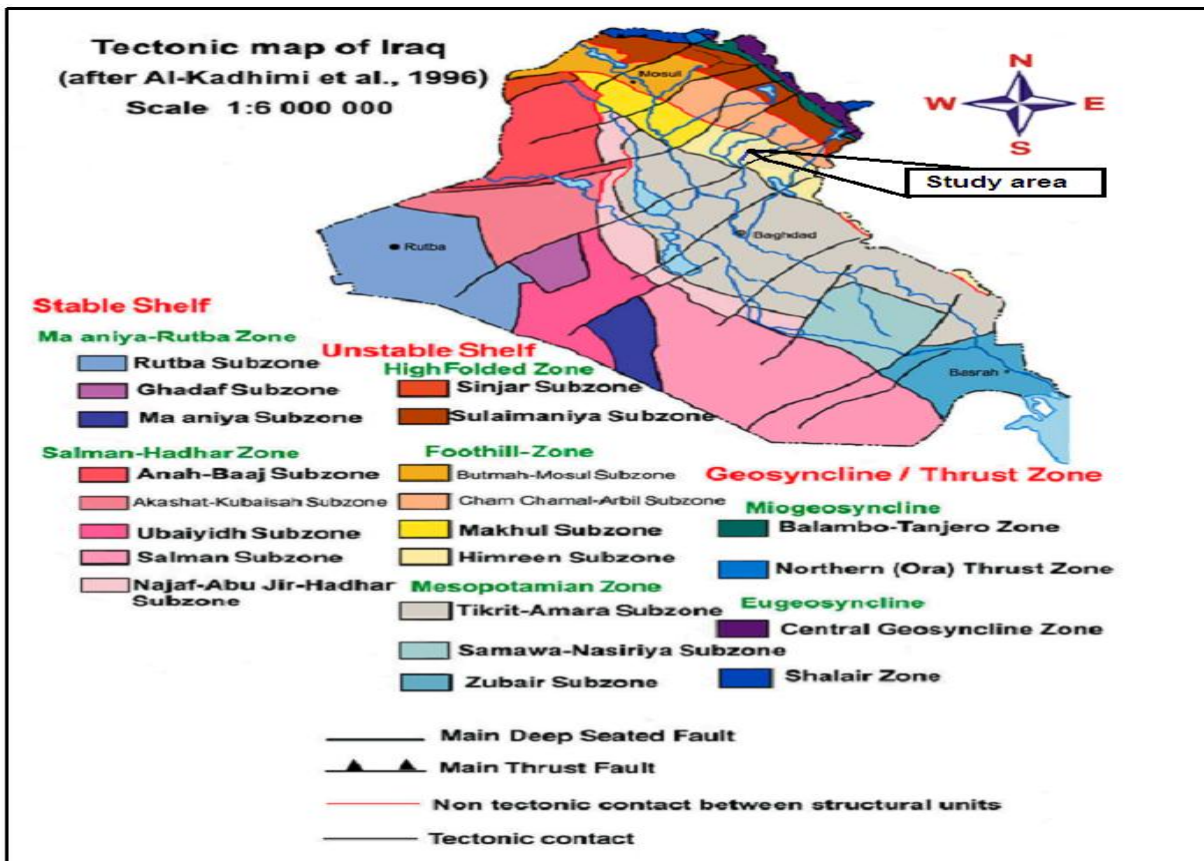 Tectonic map of Iraq
(after Al-Kadhimi et al., 1996)
Scale 1:6 000 000
N
W
E
S
Mosul
Study area
Rutba
Baghdad
Basrah
Stable Shelf
Ma aniya-Rutba Zone
Rutba Subzone
Ghadaf Subzone
Ma aniya Subzone
Salman-Hadhar Zone
Anah-Baaj Subzone
Akashat-Kubaisah Subzone
Ubaiyidh Subzone
Salman Subzone
Najaf-Abu Jir-Hadhar
Subzone
Unstable Shelf
High Folded Zone
Sinjar Subzone
Sulaimaniya Subzone
Foothill-Zone
Butmah-Mosul Subzone
Cham Chamal-Arbil Subzone
Makhul Subzone
Himreen Subzone
Mesopotamian Zone
Tikrit-Amara Subzone
Samawa-Nasiriya Subzone
Zubair Subzone
Geosyncline / Thrust Zone
Miogeosyncline
Balambo-Tanjero Zone
Northern (Ora) Thrust Zone
Eugeosyncline
Central Geosyncline Zone
Shalair Zone
Main Deep Seated Fault
Main Thrust Fault
Non tectonic contact between structural units
Tectonic contact